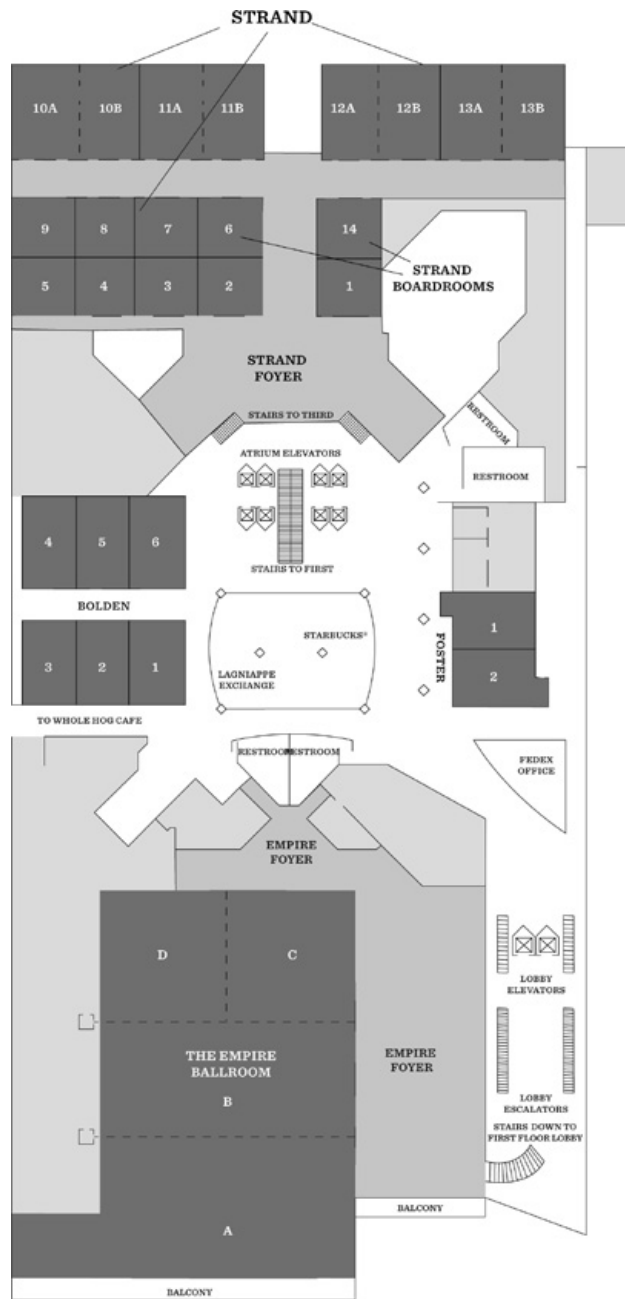 STRAND
10A 10B 11A 11B 12A 12B 13A 13B
9 8 7 6 14
STRAND
BOARDROOMS
5 4 3 2 1
STRAND
FOYER
STAIRS TO THIRD
RESTROOM
ATRIUM ELEVATORS
RESTROOM
4 5 6
STAIRS TO FIRST
BOLDEN
1
STARBUCKS®
FOSTER
3 2 1
LAGNIAPPE
EXCHANGE
2
TO WHOLE HOG CAFE
RESTROOM RESTROOM
FEDEX
OFFICE
EMPIRE
FOYER
D C
LOBBY
ELEVATORS
THE EMPIRE
BALLROOM
EMPIRE
FOYER
B
LOBBY
ESCALATORS
STAIRS DOWN TO
FIRST FLOOR LOBBY
BALCONY
A
BALCONY